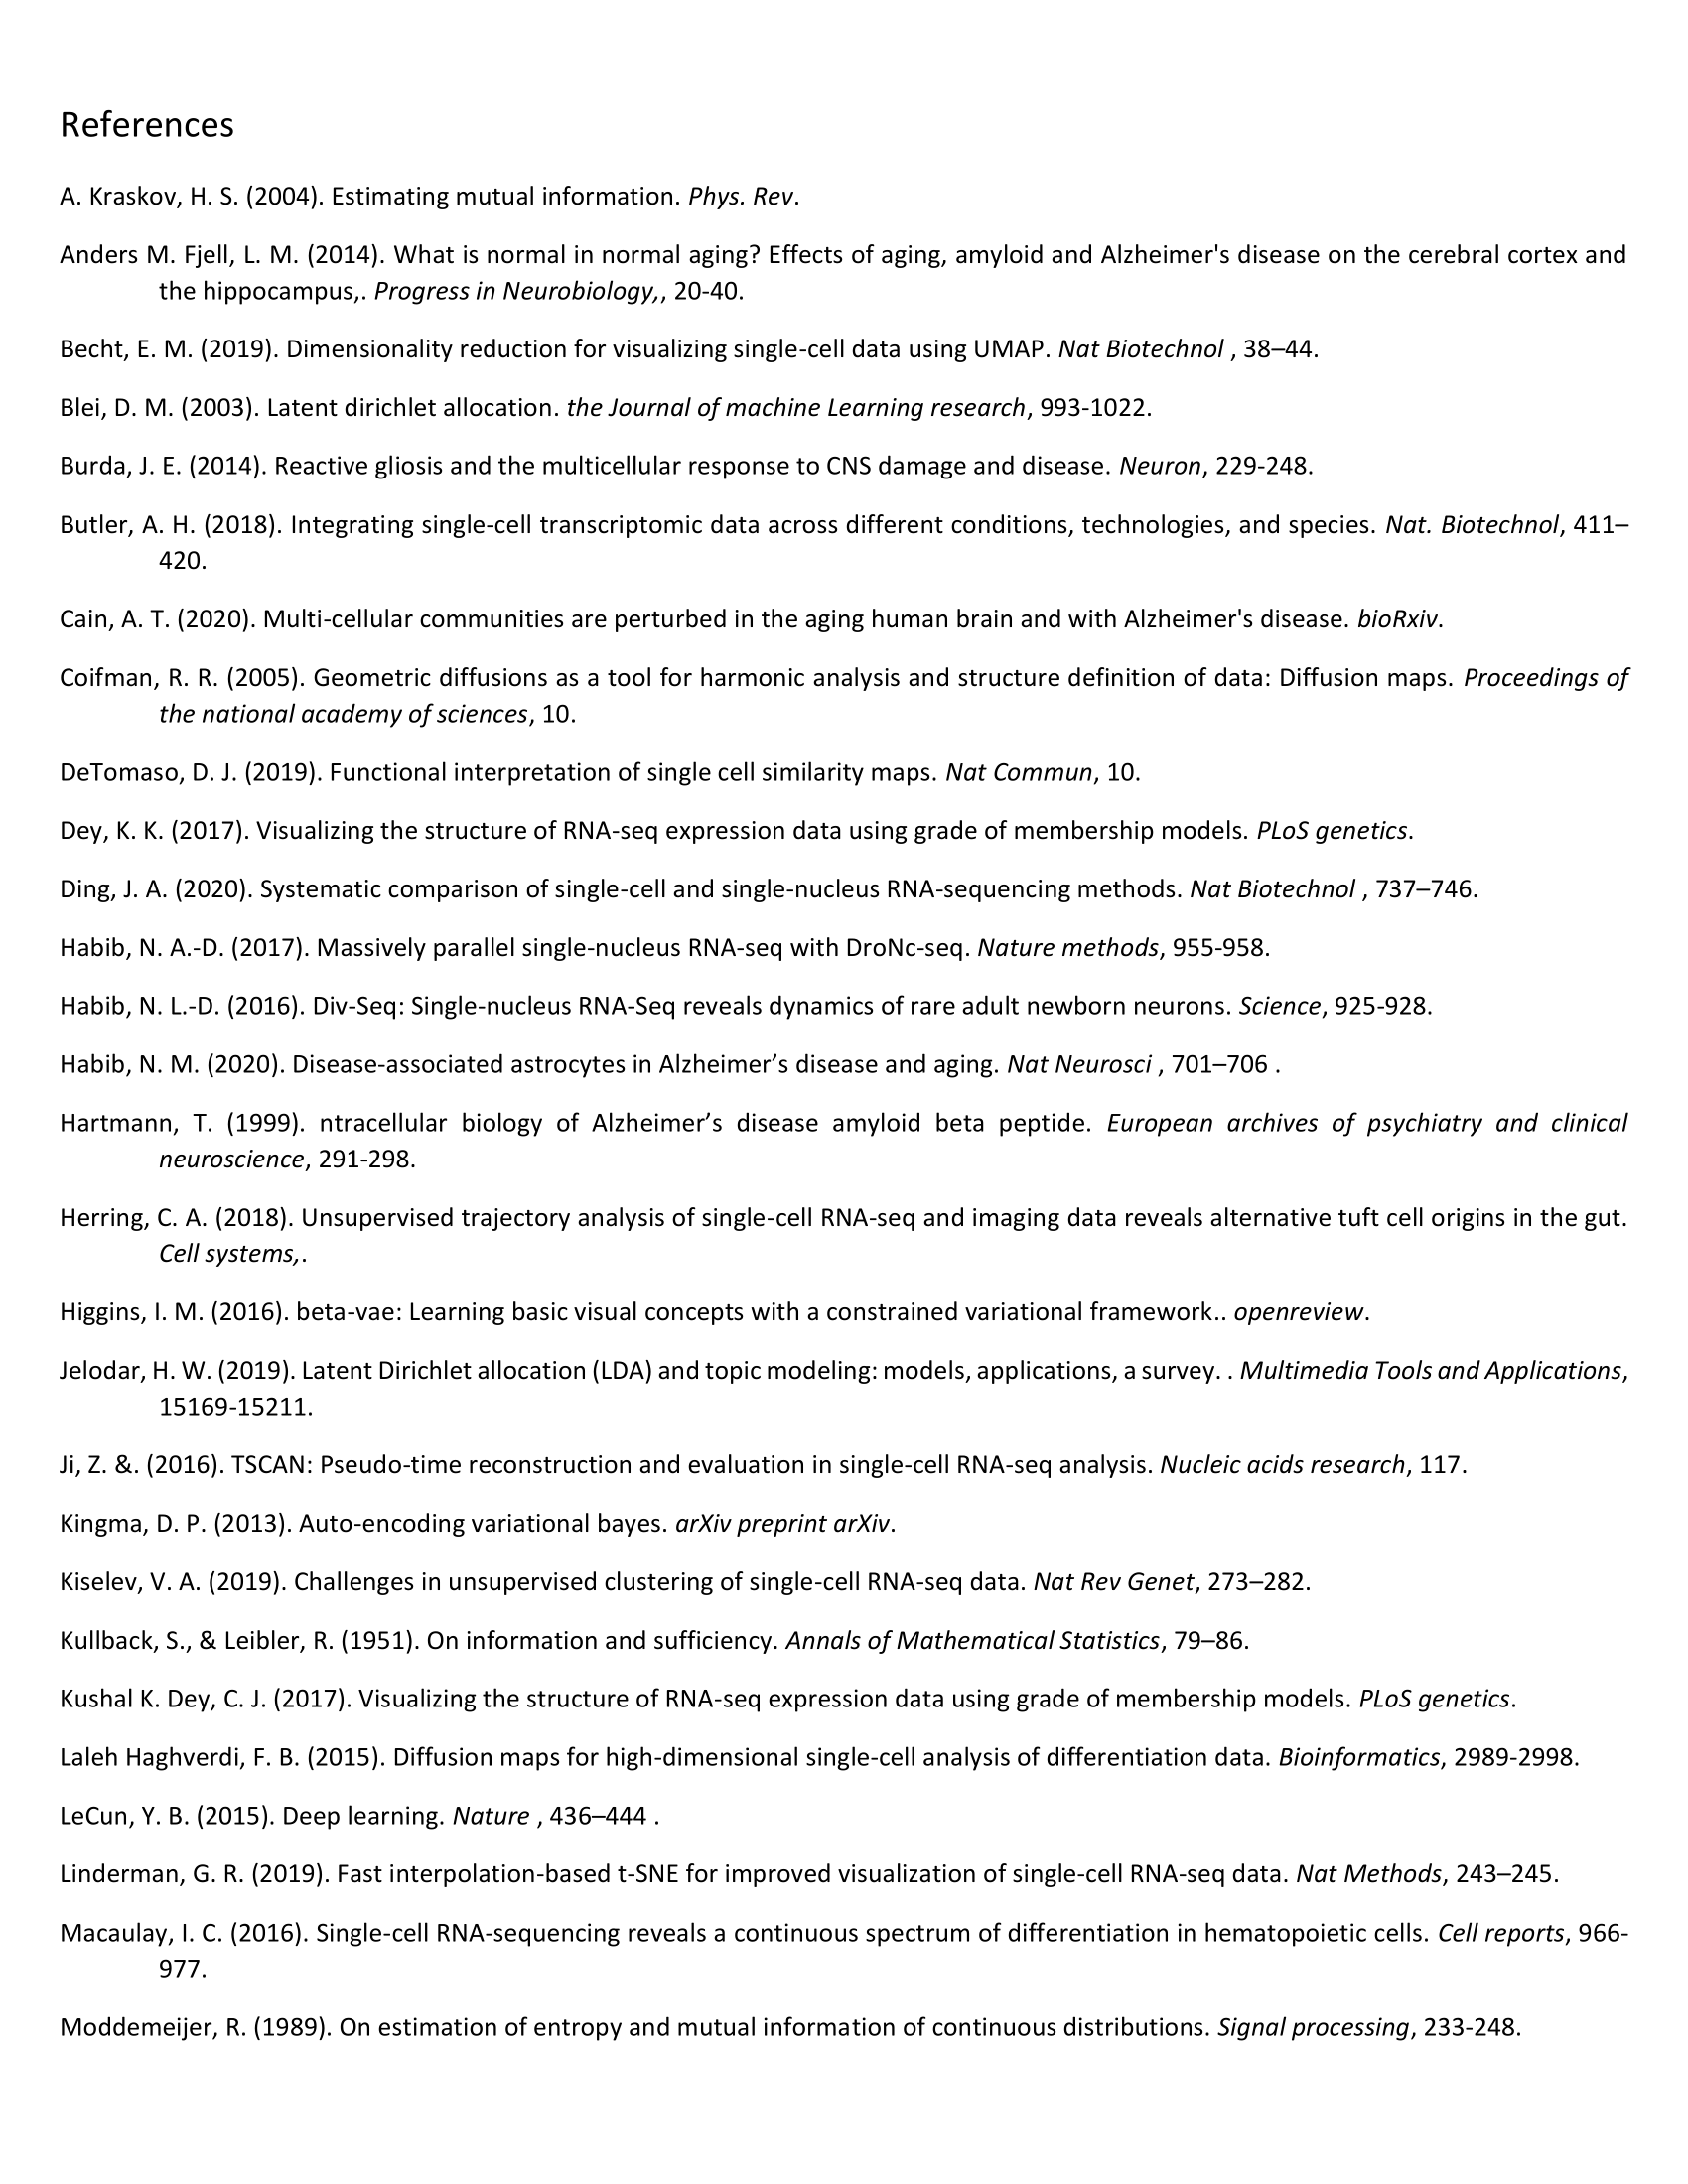 References
A. Kraskov, H. S. (2004). Estimating mutual information. Phys. Rev.
Anders M. Fjell, L. M. (2014). What is normal in normal aging? Effects of aging, amyloid and Alzheimer's disease on the cerebral cortex and
the hippocampus,. Progress in Neurobiology,, 20-40.
Becht, E. M. (2019). Dimensionality reduction for visualizing single-cell data using UMAP. Nat Biotechnol , 38–44.
Blei, D. M. (2003). Latent dirichlet allocation. the Journal of machine Learning research, 993-1022.
Burda, J. E. (2014). Reactive gliosis and the multicellular response to CNS damage and disease. Neuron, 229-248.
Butler, A. H. (2018). Integrating single-cell transcriptomic data across different conditions, technologies, and species. Nat. Biotechnol, 411–
420.
Cain, A. T. (2020). Multi-cellular communities are perturbed in the aging human brain and with Alzheimer's disease. bioRxiv.
Coifman, R. R. (2005). Geometric diffusions as a tool for harmonic analysis and structure definition of data: Diffusion maps. Proceedings of
the national academy of sciences, 10.
DeTomaso, D. J. (2019). Functional interpretation of single cell similarity maps. Nat Commun, 10.
Dey, K. K. (2017). Visualizing the structure of RNA-seq expression data using grade of membership models. PLoS genetics.
Ding, J. A. (2020). Systematic comparison of single-cell and single-nucleus RNA-sequencing methods. Nat Biotechnol , 737–746.
Habib, N. A.-D. (2017). Massively parallel single-nucleus RNA-seq with DroNc-seq. Nature methods, 955-958.
Habib, N. L.-D. (2016). Div-Seq: Single-nucleus RNA-Seq reveals dynamics of rare adult newborn neurons. Science, 925-928.
Habib, N. M. (2020). Disease-associated astrocytes in Alzheimer’s disease and aging. Nat Neurosci , 701–706 .
Hartmann, T. (1999). ntracellular biology of Alzheimer’s disease amyloid beta peptide. European archives of psychiatry and clinical
neuroscience, 291-298.
Herring, C. A. (2018). Unsupervised trajectory analysis of single-cell RNA-seq and imaging data reveals alternative tuft cell origins in the gut.
Cell systems,.
Higgins, I. M. (2016). beta-vae: Learning basic visual concepts with a constrained variational framework.. openreview.
Jelodar, H. W. (2019). Latent Dirichlet allocation (LDA) and topic modeling: models, applications, a survey. . Multimedia Tools and Applications,
15169-15211.
Ji, Z. &. (2016). TSCAN: Pseudo-time reconstruction and evaluation in single-cell RNA-seq analysis. Nucleic acids research, 117.
Kingma, D. P. (2013). Auto-encoding variational bayes. arXiv preprint arXiv.
Kiselev, V. A. (2019). Challenges in unsupervised clustering of single-cell RNA-seq data. Nat Rev Genet, 273–282.
Kullback, S., & Leibler, R. (1951). On information and sufficiency. Annals of Mathematical Statistics, 79–86.
Kushal K. Dey, C. J. (2017). Visualizing the structure of RNA-seq expression data using grade of membership models. PLoS genetics.
Laleh Haghverdi, F. B. (2015). Diffusion maps for high-dimensional single-cell analysis of differentiation data. Bioinformatics, 2989-2998.
LeCun, Y. B. (2015). Deep learning. Nature , 436–444 .
Linderman, G. R. (2019). Fast interpolation-based t-SNE for improved visualization of single-cell RNA-seq data. Nat Methods, 243–245.
Macaulay, I. C. (2016). Single-cell RNA-sequencing reveals a continuous spectrum of differentiation in hematopoietic cells. Cell reports, 966-
977.
Moddemeijer, R. (1989). On estimation of entropy and mutual information of continuous distributions. Signal processing, 233-248.